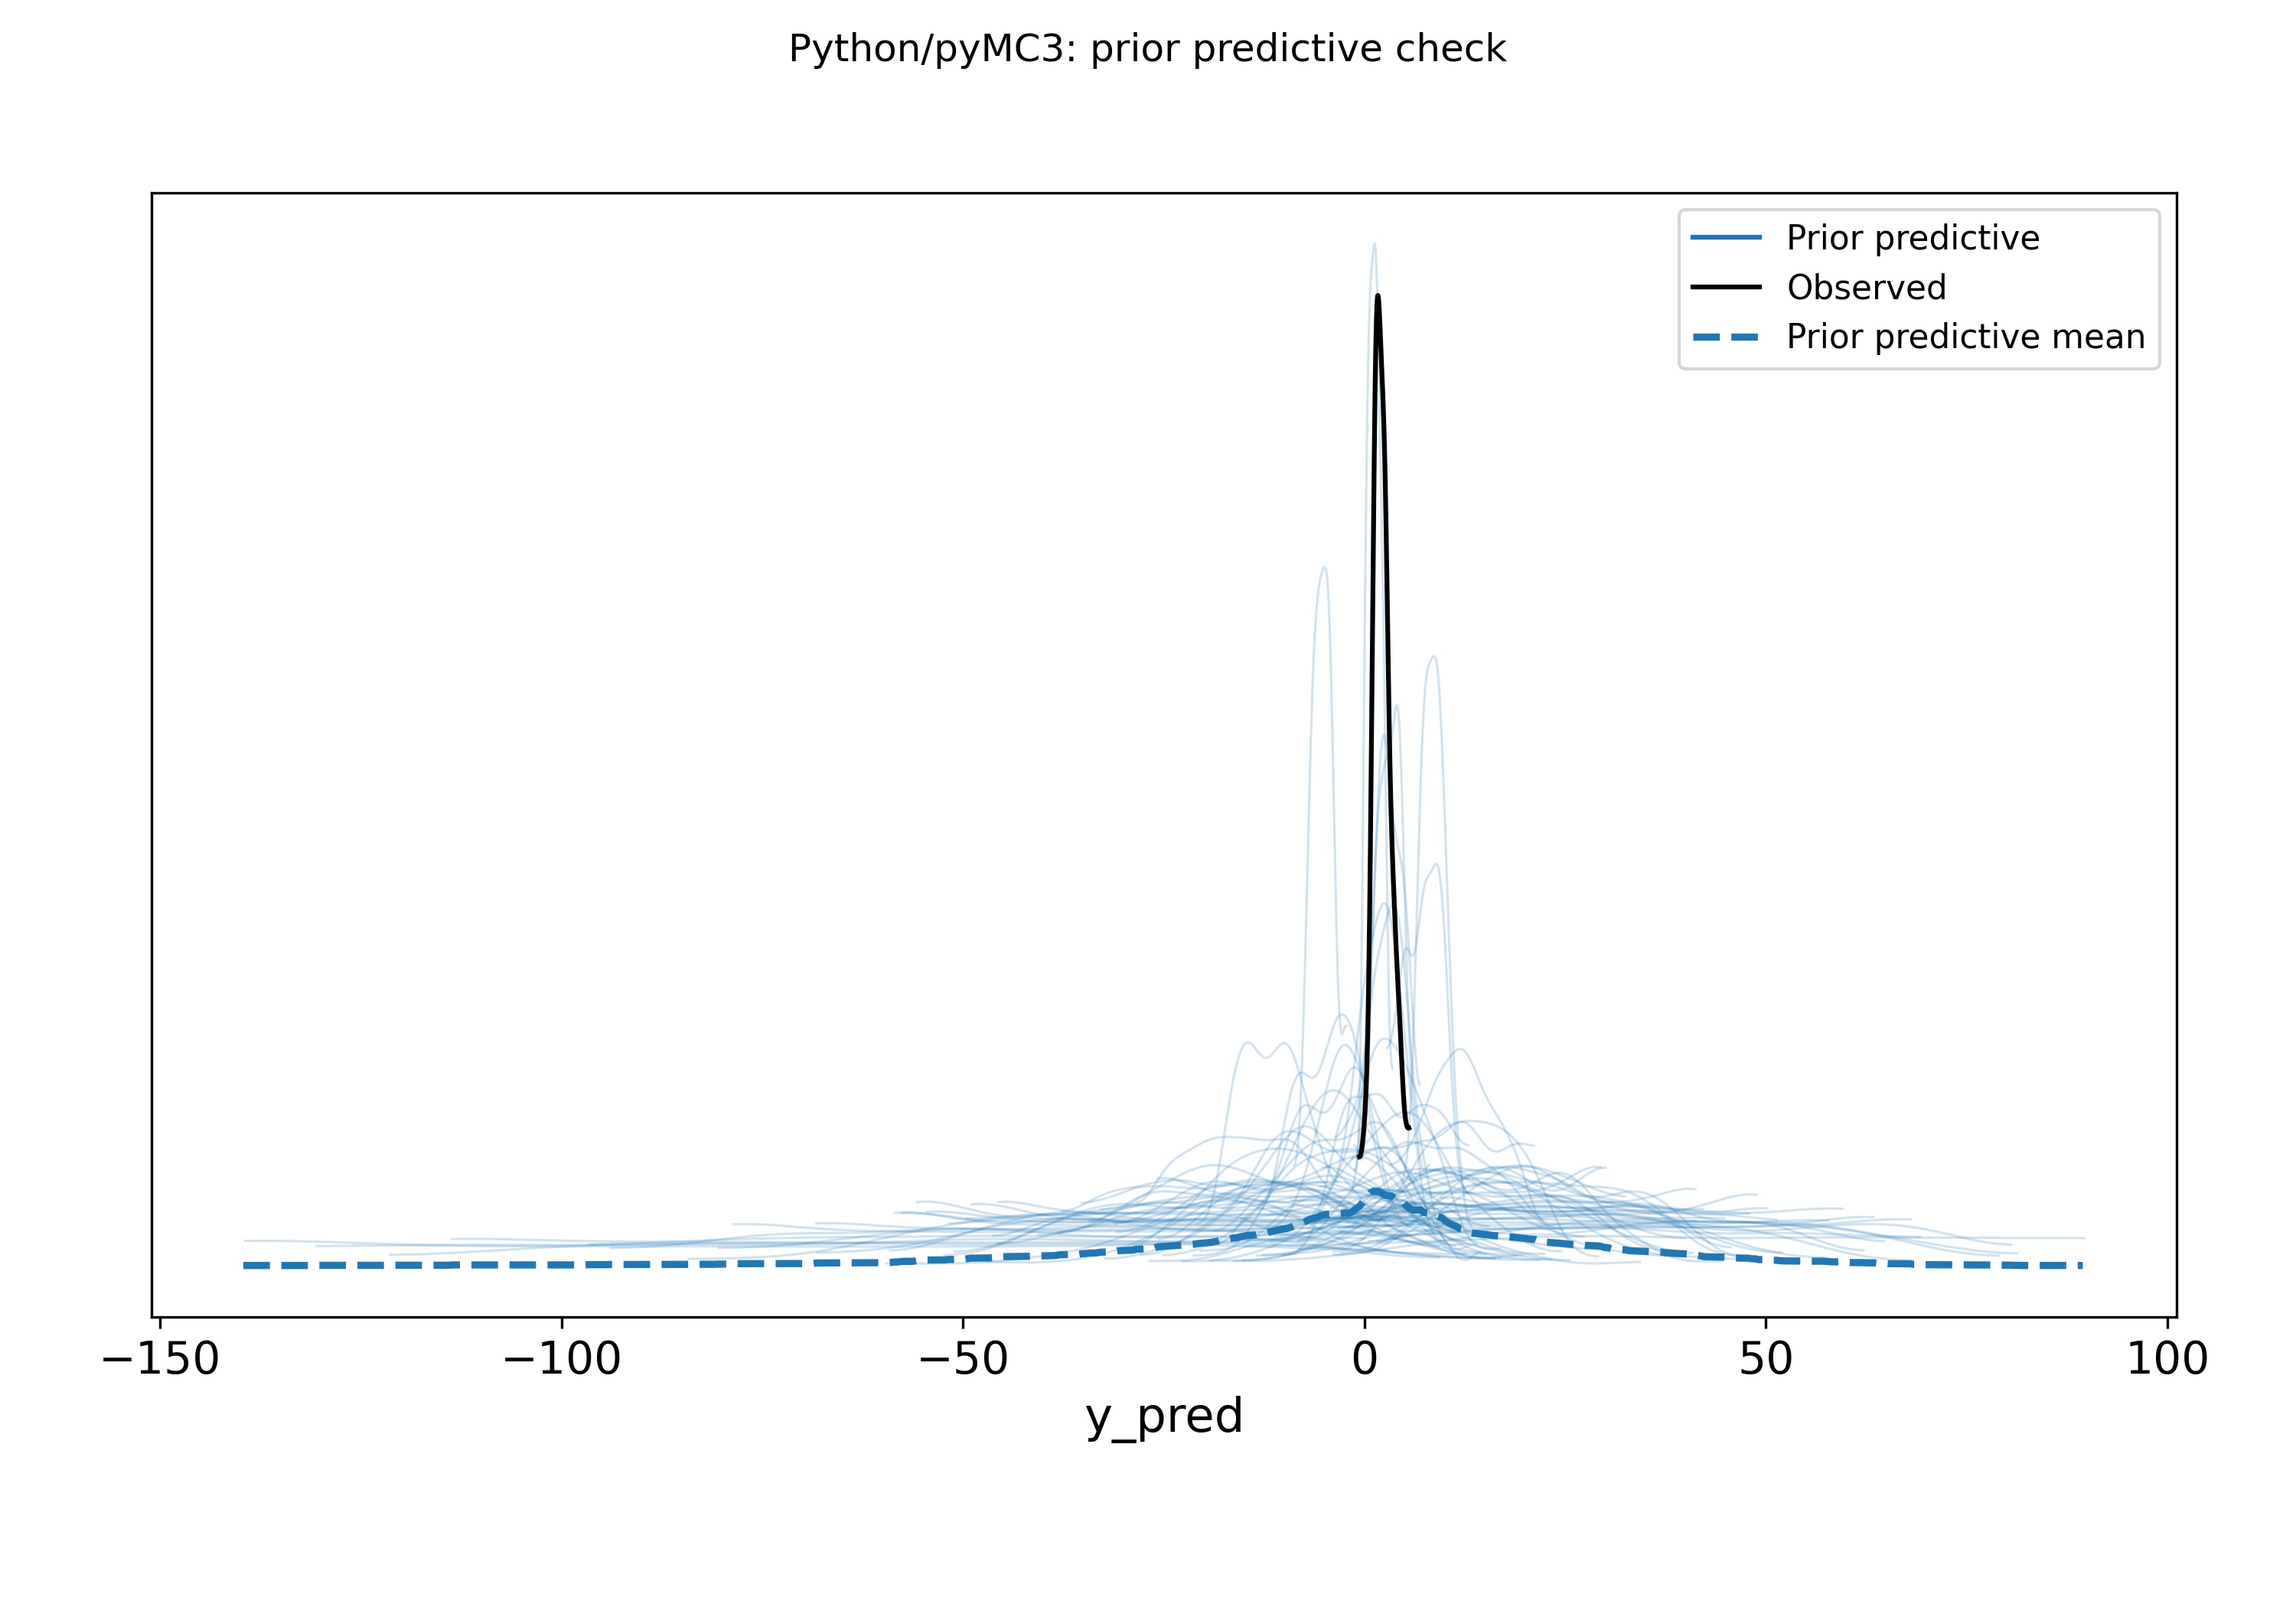 Python/pyMC3: prior predictive check
Prior predictive
Observed
Prior predictive mean
−150 −100 −50 0 50 100
y_pred